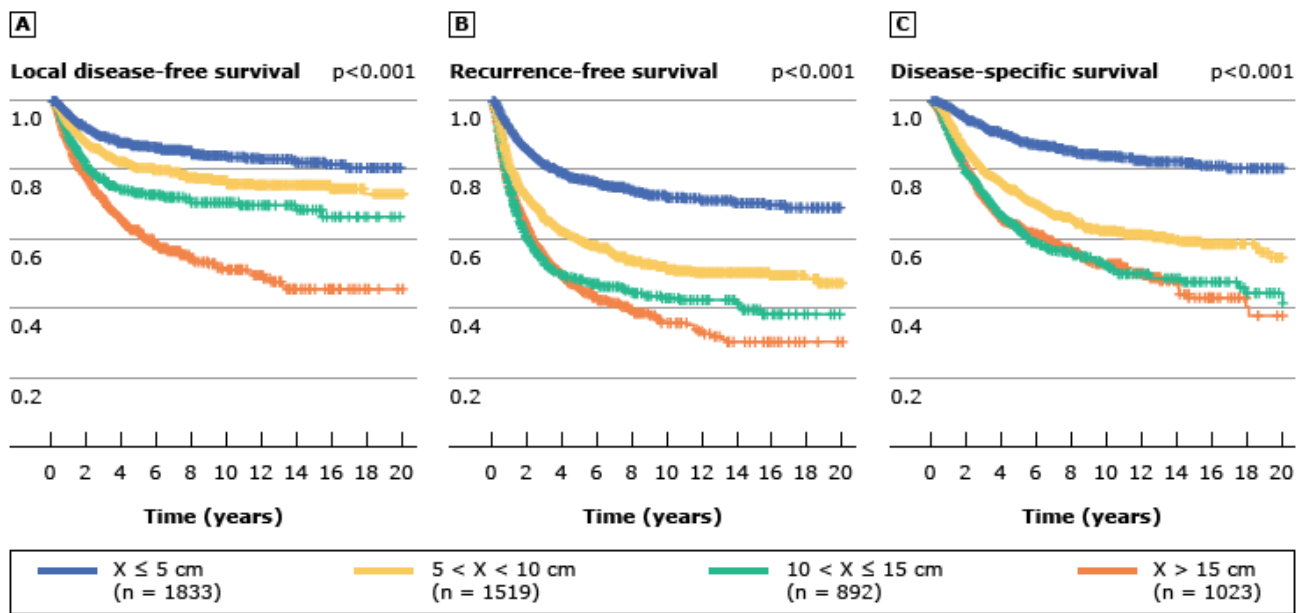 A
B
C
Local disease-free survival p<0.001
Recurrence-free survival p<0.001
Disease-specific survival p<0.001
1.0
0.8
0.6
0.4
0.2
0 2 4 6 8 10 12 14 16 18 20
Time (years)
1.0
0.8
0.6
0.4
0.2
0 2 4 6 8 10 12 14 16 18 20
Time (years)
1.0
0.8
0.6
0.4
0.2
0 2 4 6 8 10 12 14 16 18 20
Time (years)
X ≤ 5 cm
(n = 1833)
5 < X < 10 cm
(n = 1519)
10 < X ≤ 15 cm
(n = 892)
X > 15 cm
(n = 1023)